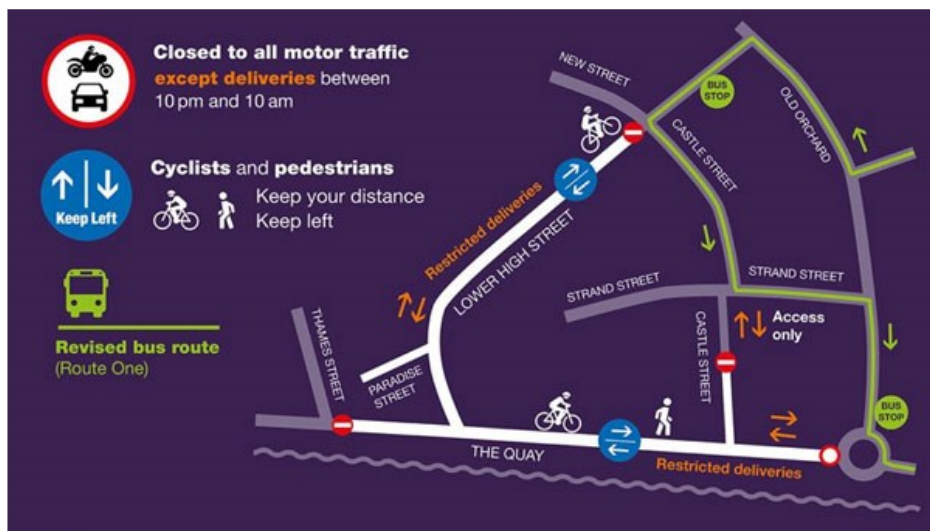 Closed to all motor traffic
except deliveries between
10 pm and 10 am
Keep Left
Cyclists and pedestrians
Keep your distance
Keep left
Revised bus route
(Route One)
NEW STREET
BUS
STOP
OLD ORCHARD
CASTLE STREET
Restricted deliveries
LOWER HIGH STREET
STRAND STREET
STRAND STREET
Access
only
CASTLE STREET
THAMES STREET
PARADISE
STREET
BUS
STOP
THE QUAY
Restricted deliveries